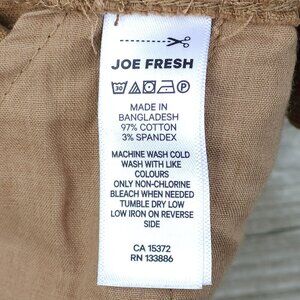 JOE FRESH
30
P
MADE IN
BANGLADESH
97% COTTON
3% SPANDEX
MACHINE WASH COLD
WASH WITH LIKE
COLOURS
ONLY NON-CHLORINE
BLEACH WHEN NEEDED
TUMBLE DRY LOW
LOW IRON ON REVERSE
SIDE
CA 15372
RN 133886